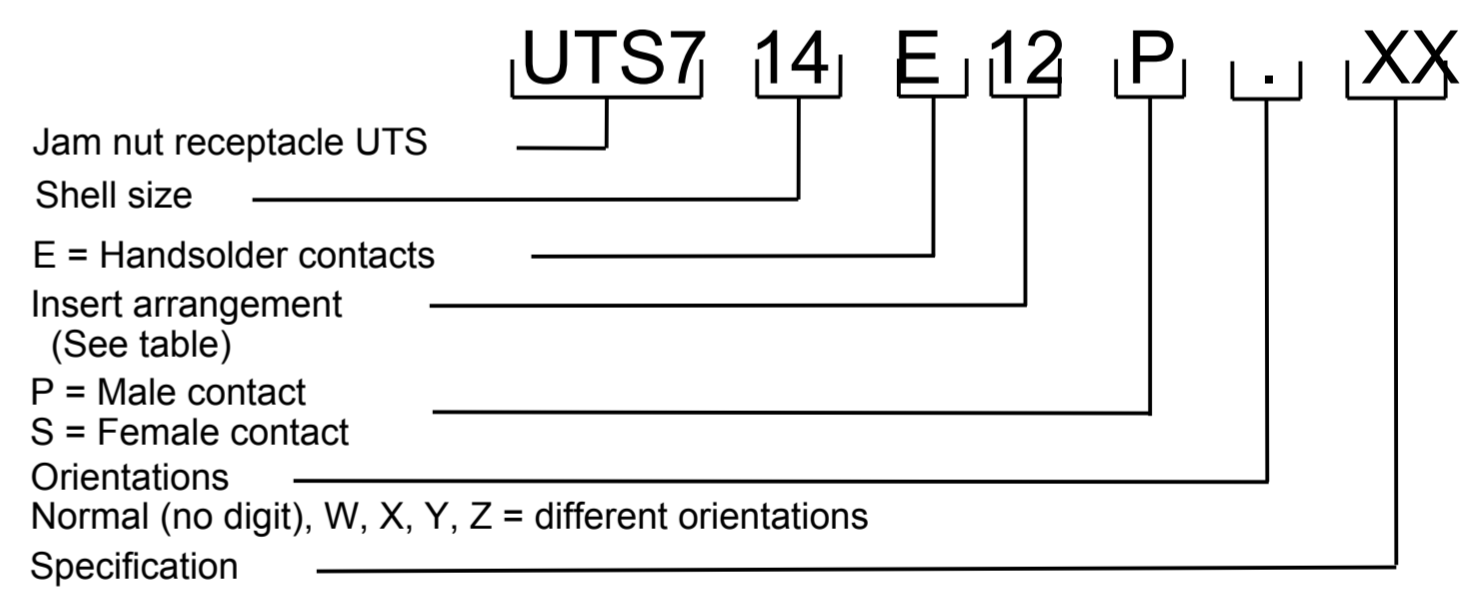 UTS7 14 E 12 P . XX
Jam nut receptacle UTS
Shell size
E = Handsolder contacts
Insert arrangement
(See table)
P = Male contact
S = Female contact
Orientations
Normal (no digit), W, X, Y, Z = different orientations
Specification